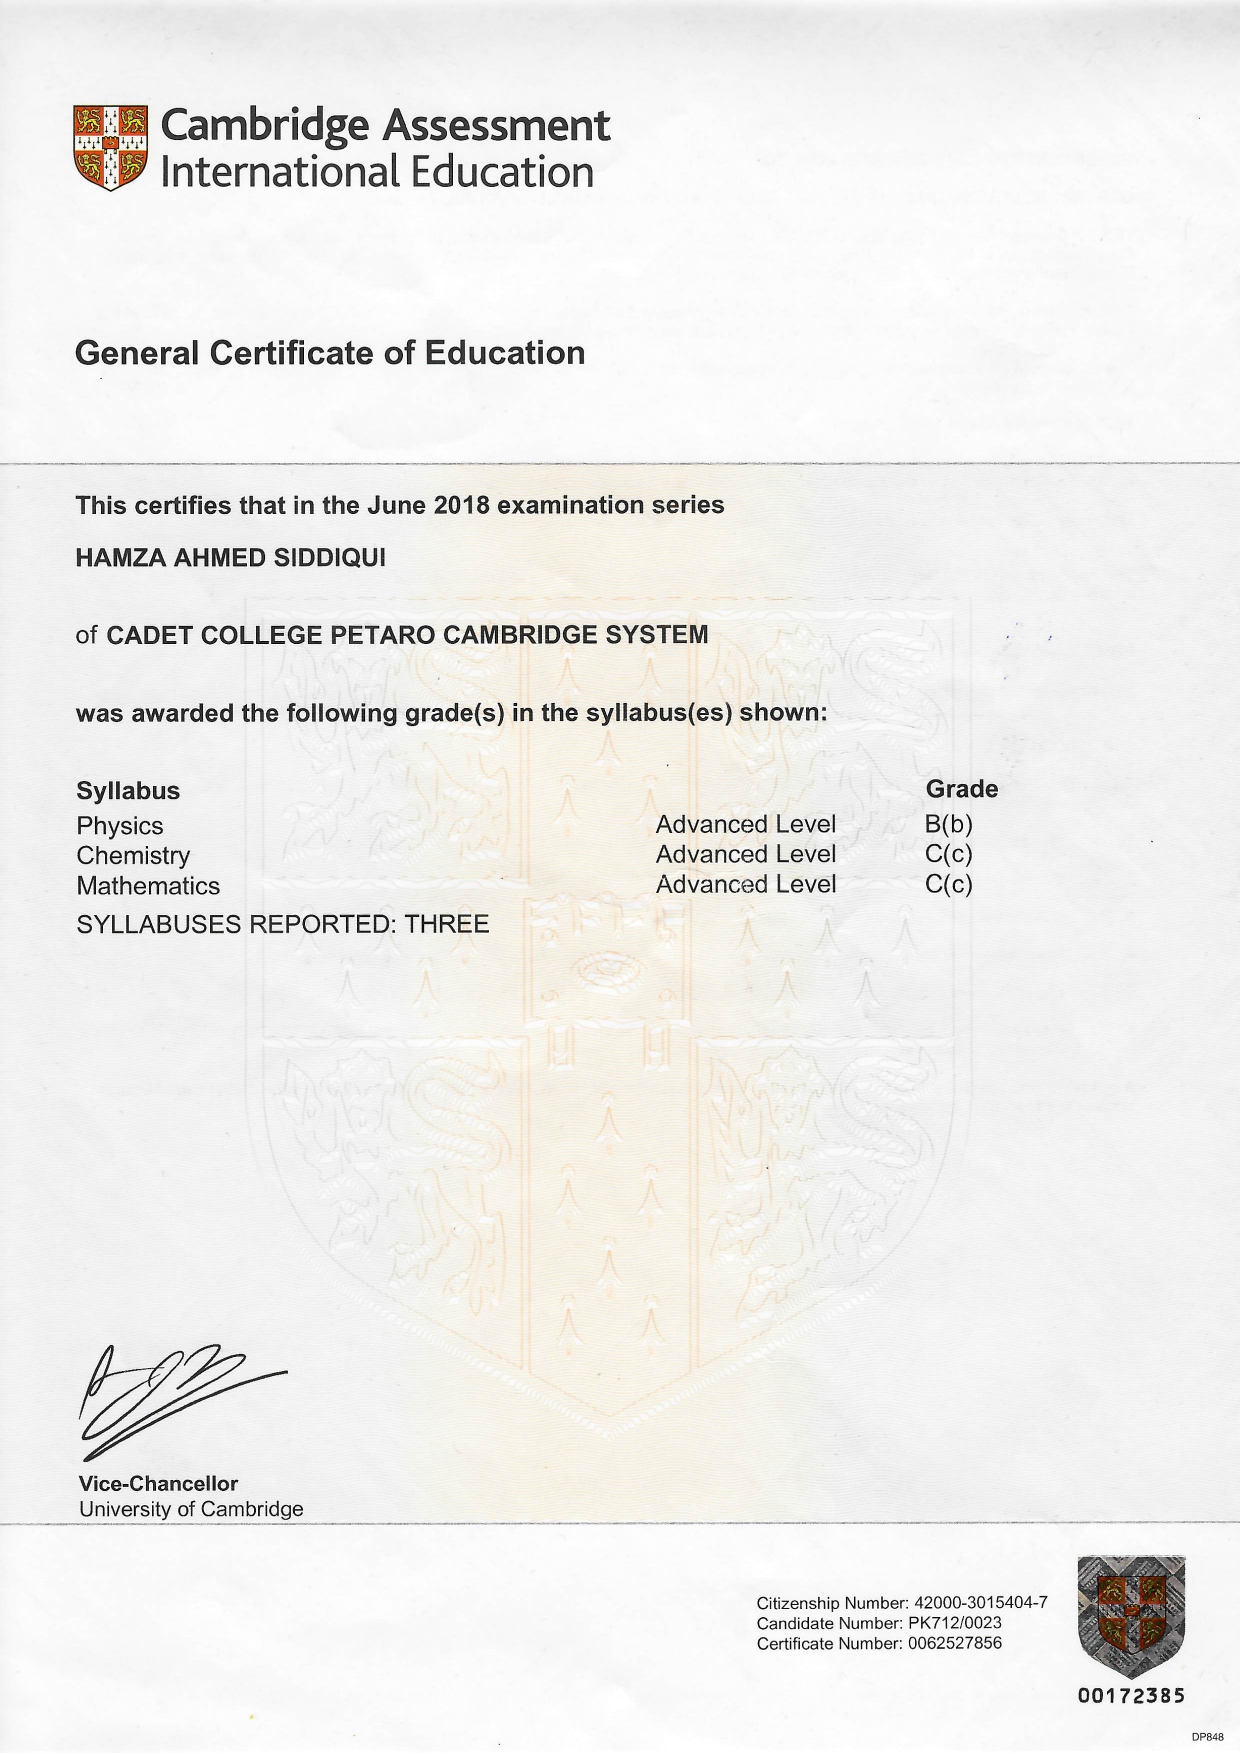 Cambridge Assessment
International Education
General Certificate of Education
This certifies that in the June 2018 examination series
HAMZA AHMED SIDDIQUI
of CADET COLLEGE PETARO CAMBRIDGE SYSTEM
was awarded the following grade(s) in the syllabus(es) shown:
Syllabus Grade
Physics Advanced Level B(b)
Chemistry Advanced Level C(c)
Mathematics Advanced Level C(c)
SYLLABUSES REPORTED: THREE
Vice-Chancellor
University of Cambridge
Citizenship Number: 42000-3015404-7
Candidate Number: PK712/0023
Certificate Number: 0062527856
00172385
DP848